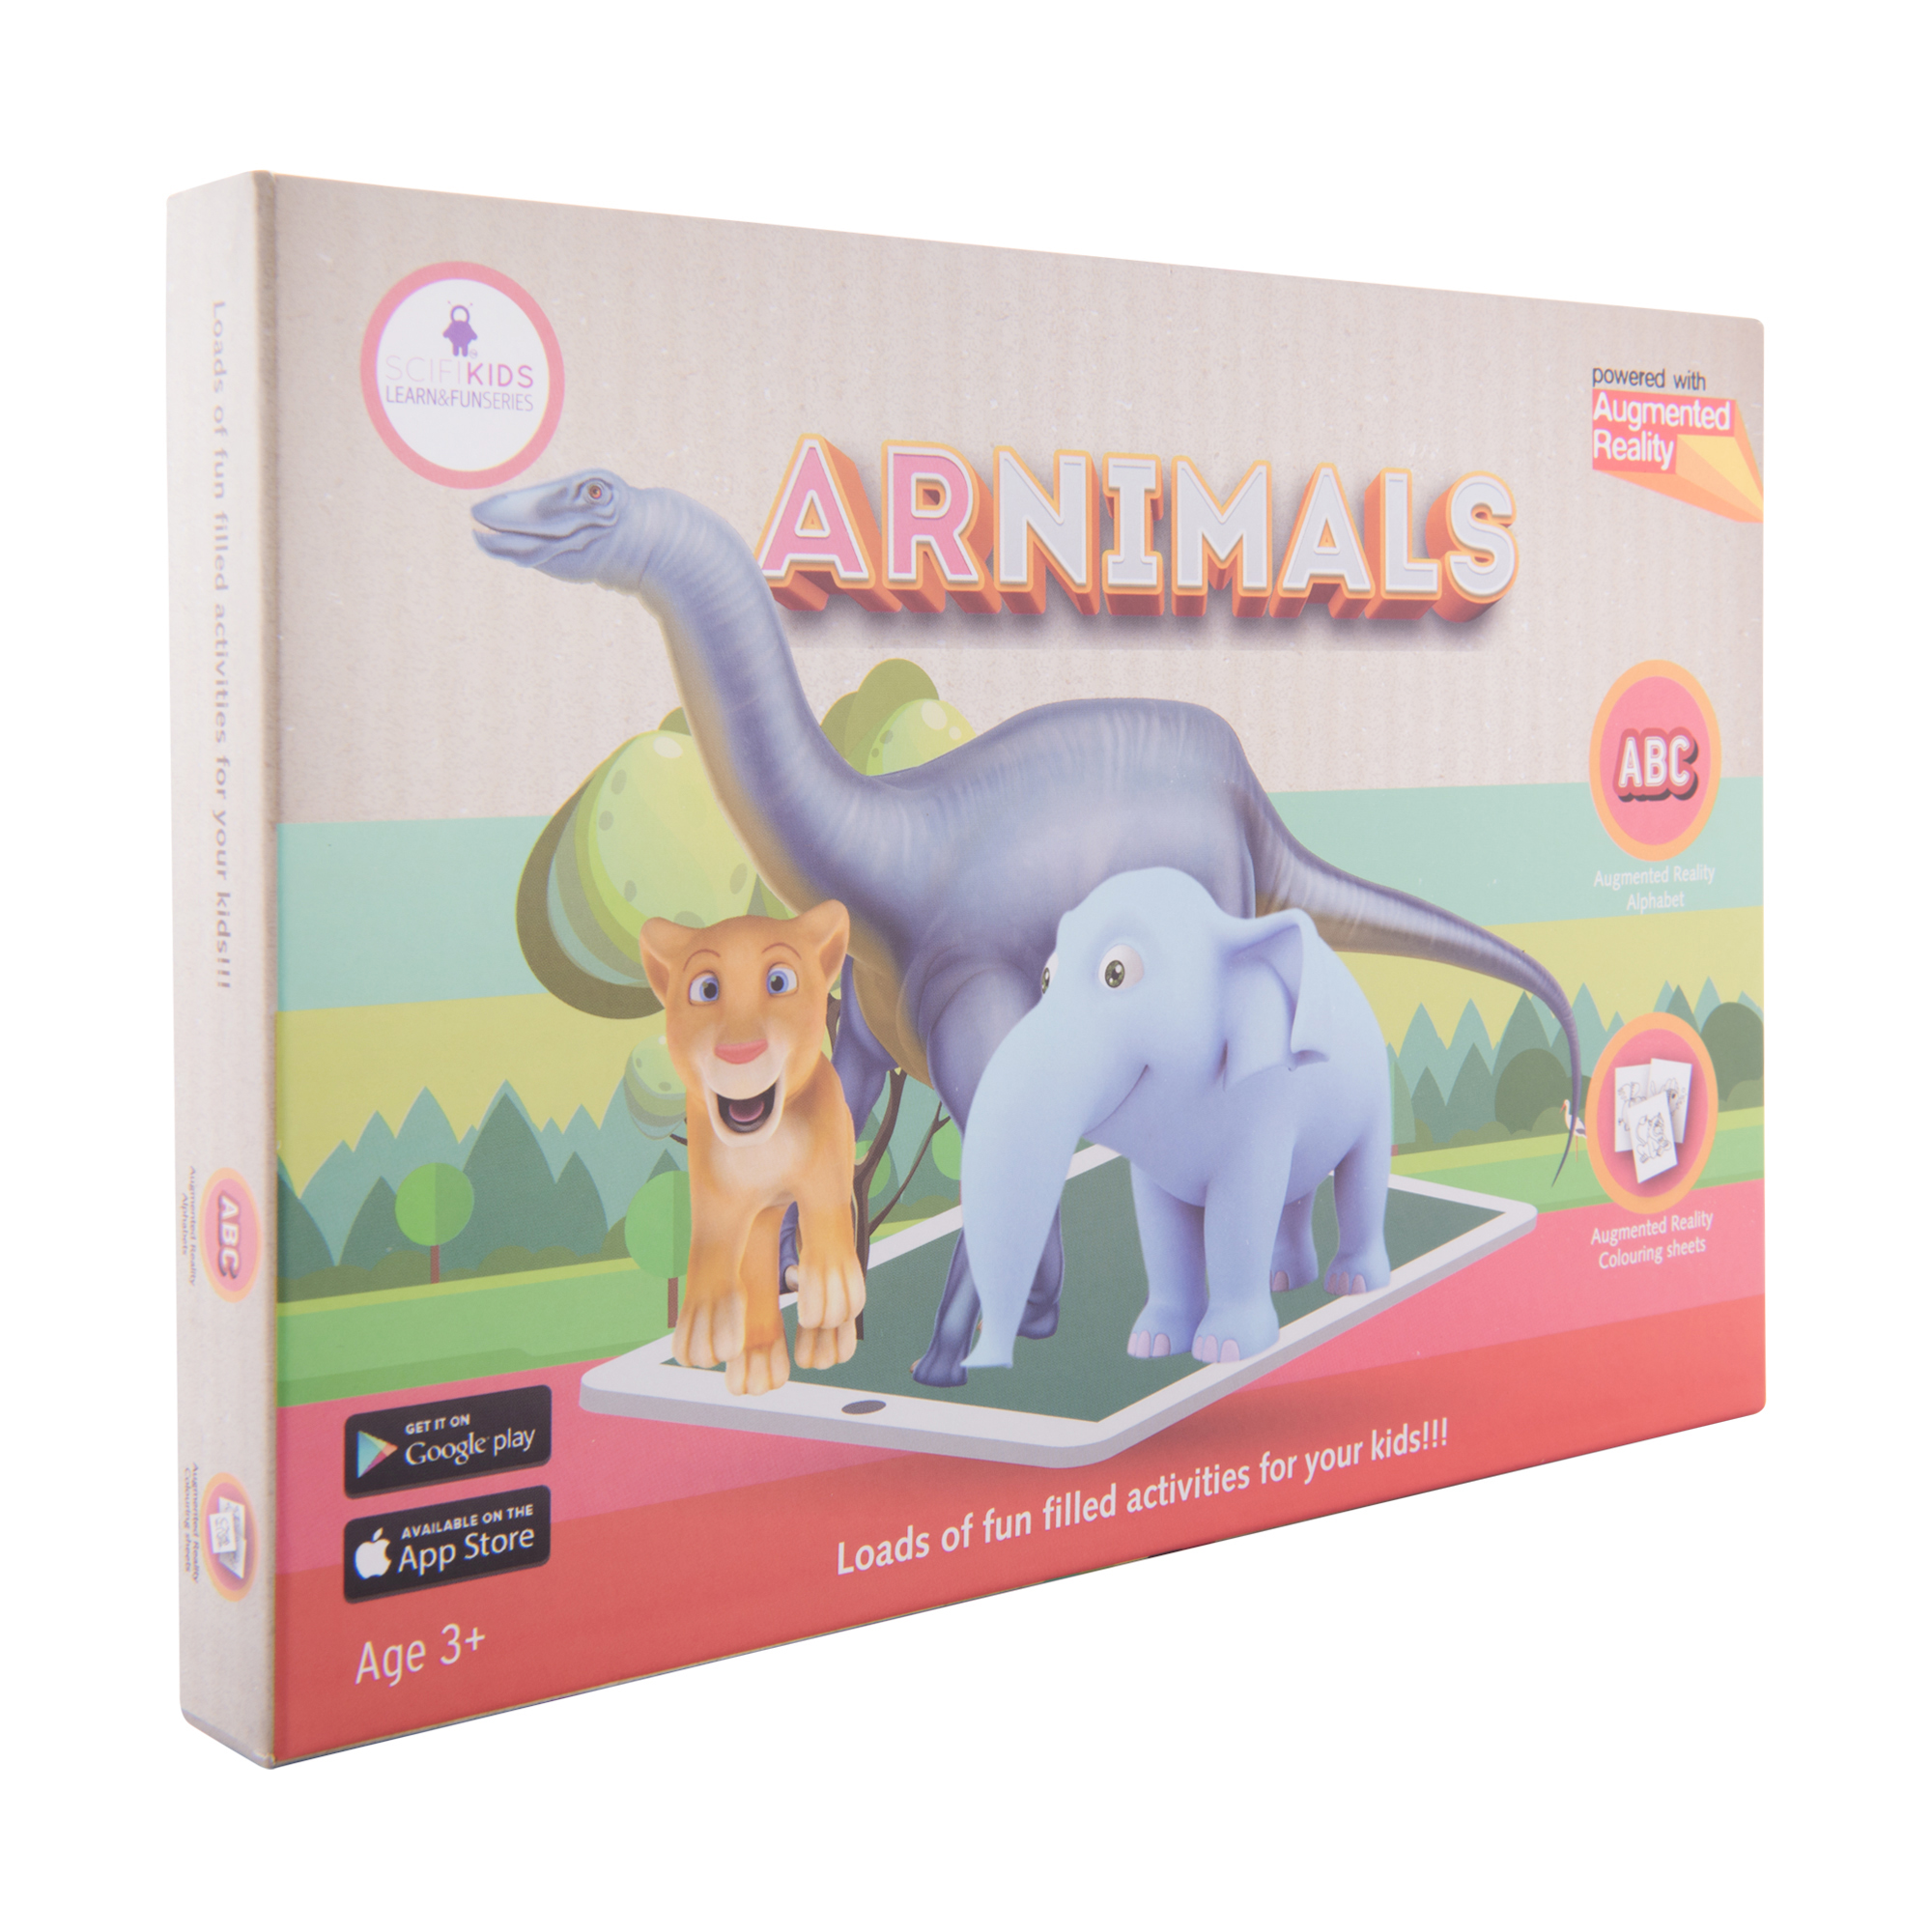 SCIFIKIDS
LEARN&FUNSERIES
ARNIMALS
powered with
Augmented
Reality
ABC
Augmented Reality
Alphabet
Augmented Reality
Colouring sheets
GET IT ON
Google play
AVAILABLE ON THE
App Store
Age 3+
Loads of fun filled activities for your kids!!!
Loads of fun filled activities for your kids!!!
ABC
Augmented Reality
Alphabets
Augmented Reality
Colouring sheets